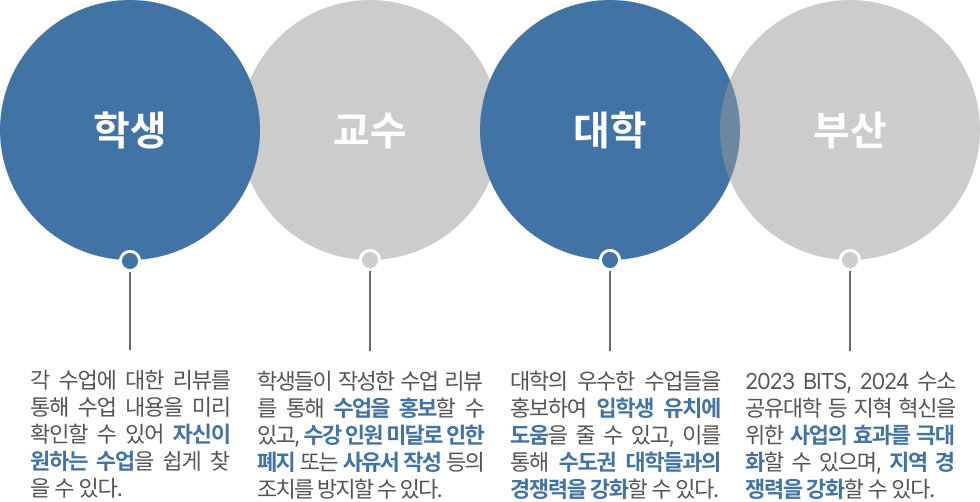 학생
교수
대학
부산
각 수업에 대한 리뷰를
통해 수업 내용을 미리
확인할 수 있어 자신이
원하는 수업을 쉽게 찾
을 수 있다.
학생들이 작성한 수업 리뷰
를 통해 수업을 홍보할 수
있고, 수강 인원 미달로 인한
폐지 또는 사유서 작성 등의
조치를 방지할 수 있다.
대학의 우수한 수업들을
홍보하여 입학생 유치에
도움을 줄 수 있고, 이를
통해 수도권 대학들과의
경쟁력을 강화할 수 있다.
2023 BITS, 2024 수소
공유대학 등 지혁 혁신을
위한 사업의 효과를 극대
화할 수 있으며, 지역 경
쟁력을 강화할 수 있다.